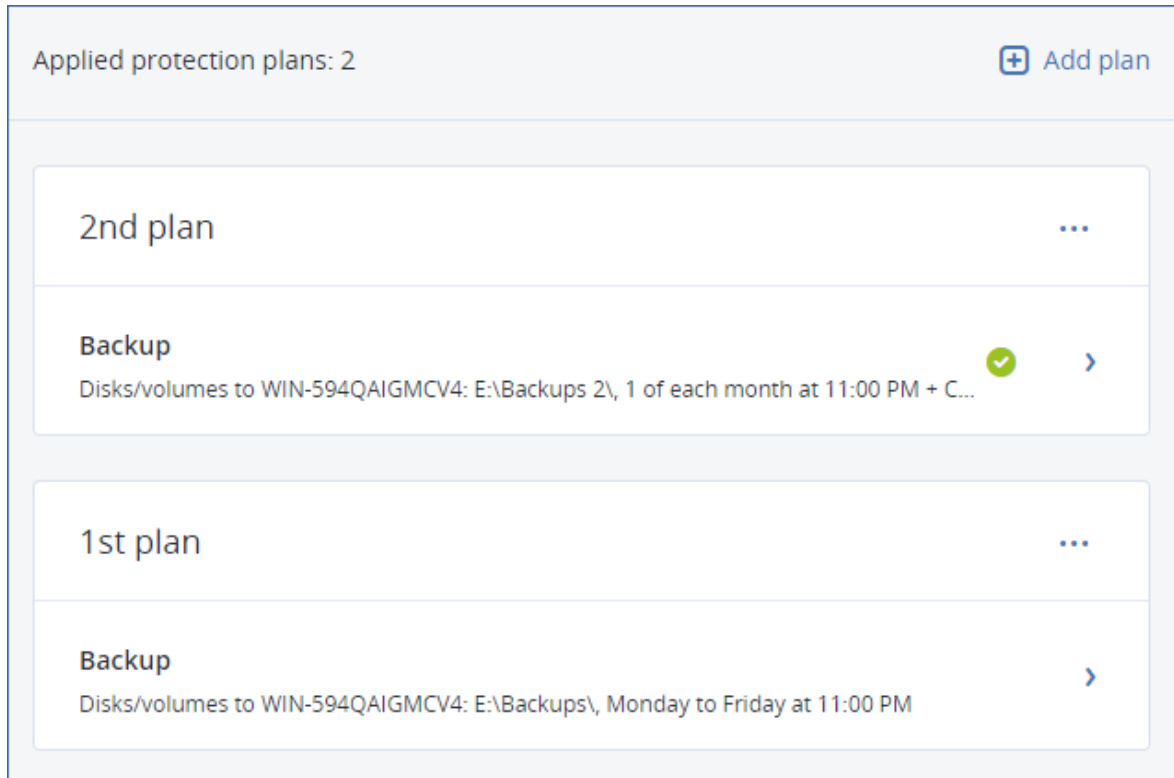 Applied protection plans: 2
Add plan
2nd plan
Backup
Disks/volumes to WIN-594QAIGMCV4: E:\Backups 2\, 1 of each month at 11:00 PM + C...
1st plan
Backup
Disks/volumes to WIN-594QAIGMCV4: E:\Backups\, Monday to Friday at 11:00 PM